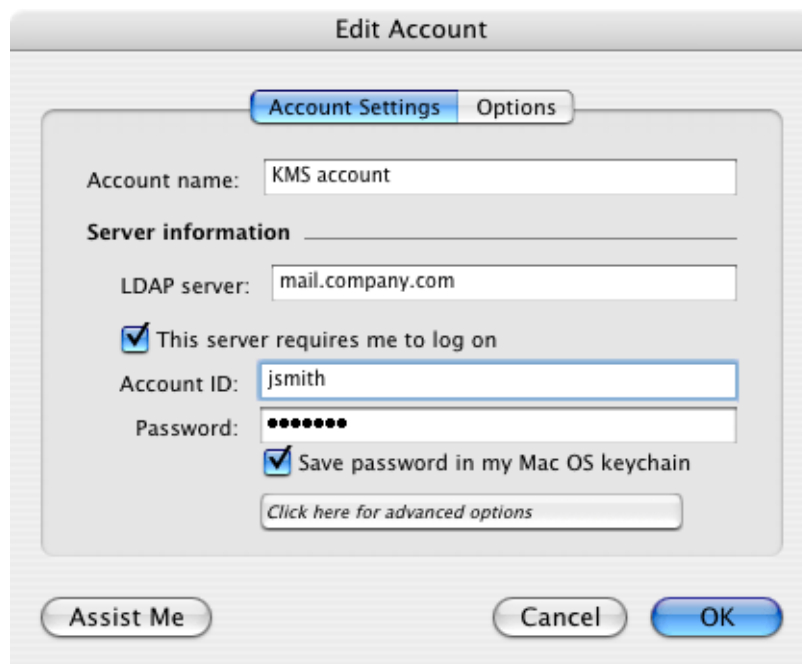 Edit Account
Account Settings Options
Account name: KMS account
Server information
LDAP server: mail.company.com
This server requires me to log on
Account ID: jsmith
Password: •••••••
Save password in my Mac OS keychain
Click here for advanced options
Assist Me Cancel OK